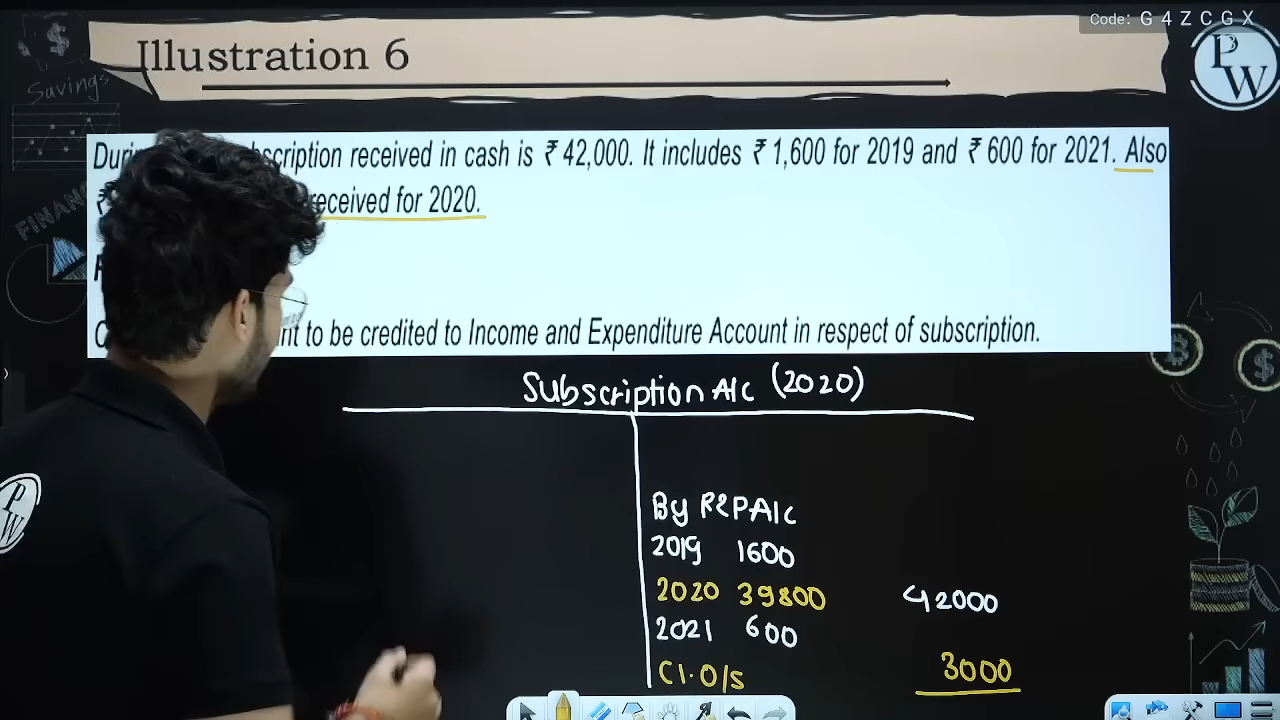 Code: G 4 Z C G X
Illustration 6
P
W
Savings
scription received in cash is ₹ 42,000. It includes ₹ 1,600 for 2019 and ₹ 600 for 2021. Also
₹ received for 2020.
to be credited to Income and Expenditure Account in respect of subscription.
Subscription A/c (2020)
By R&P A/c
2019 1600
2020 39800 42000
2021 600
Cl. O/S 3000
P
W